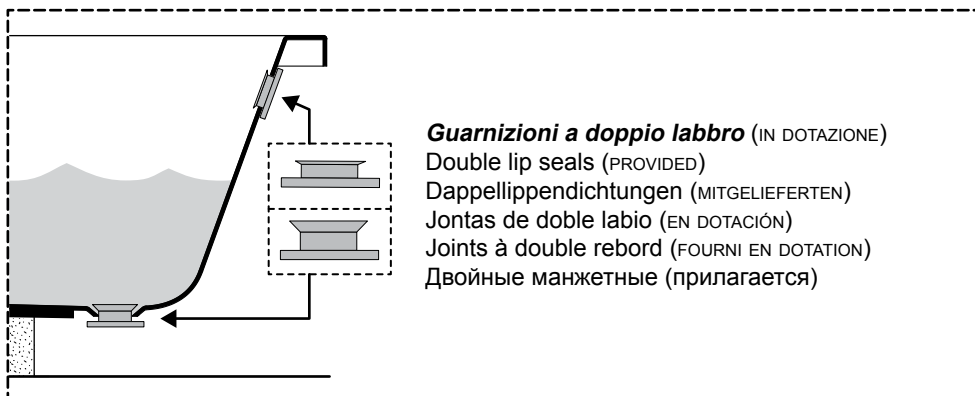 Guarnizioni a doppio labbro (IN DOTAZIONE)
Double lip seals (PROVIDED)
Dappellippendichtungen (MITGELIEFERTEN)
Jontas de doble labio (EN DOTACIÓN)
Joints à double rebord (FOURNI EN DOTATION)
Двойные манжетные (прилагается)